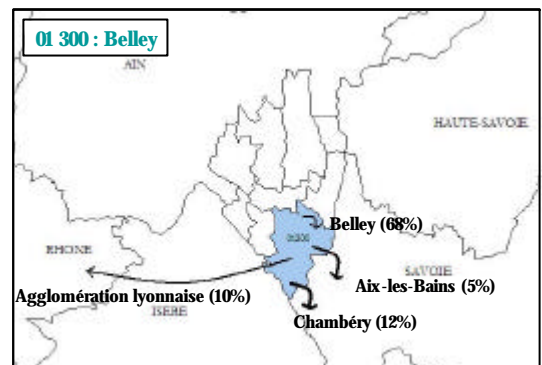 01 300 : Belley
AIN
HAUTE-SAVOIE
Belley (68%)
01300
RHONE
SAVOIE
Aix-les-Bains (5%)
Agglomération lyonnaise (10%)
ISERE
Chambéry (12%)